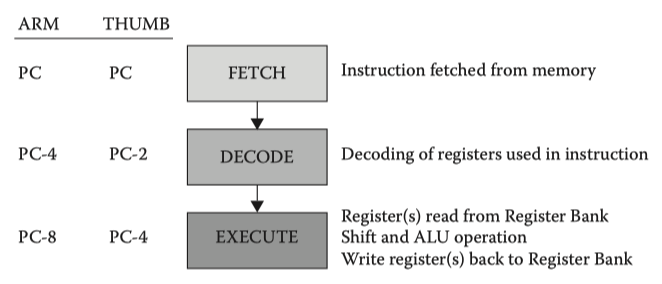 ARM THUMB
PC PC FETCH Instruction fetched from memory
PC-4 PC-2 DECODE Decoding of registers used in instruction
PC-8 PC-4 EXECUTE Register(s) read from Register Bank
Shift and ALU operation
Write register(s) back to Register Bank